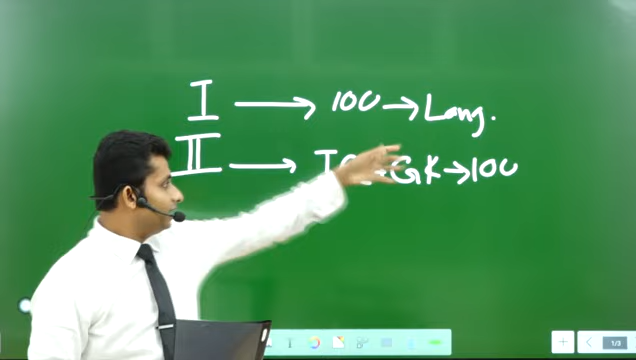 I → 100 → Lang.
II → GK → 100
1/3